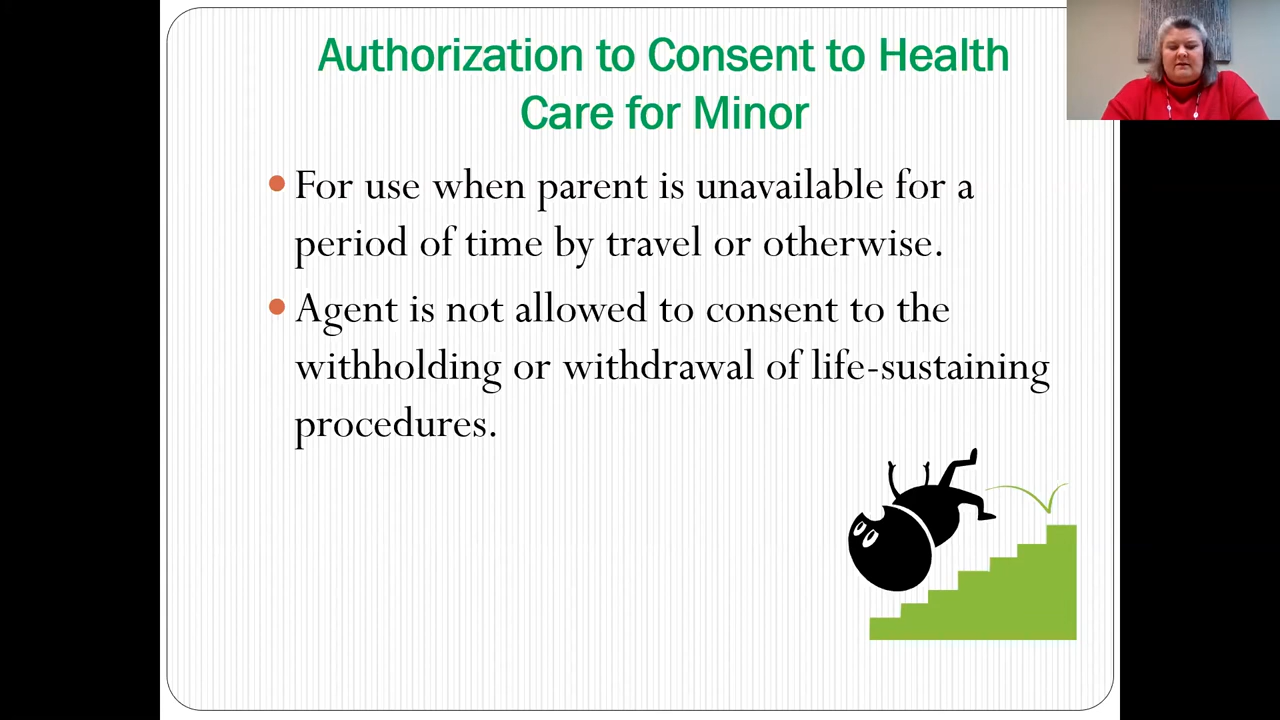 Authorization to Consent to Health
Care for Minor
For use when parent is unavailable for a
period of time by travel or otherwise.
Agent is not allowed to consent to the
withholding or withdrawal of life-sustaining
procedures.